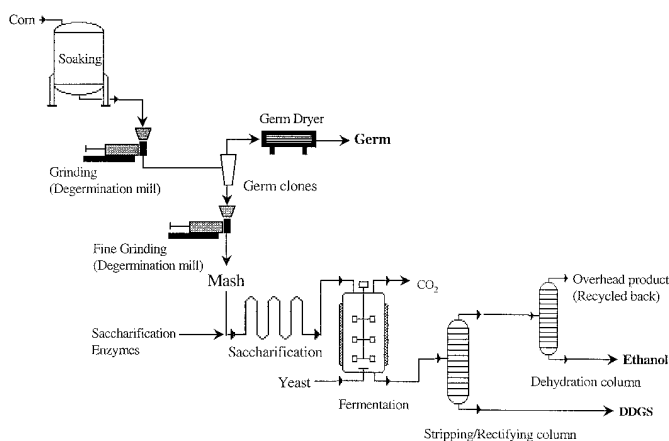 Corn
Soaking
Germ Dryer
Germ
Grinding
(Degermination mill)
Germ clones
Fine Grinding
(Degermination mill)
Mash
CO2
Overhead product
(Recycled back)
Saccharification
Enzymes
Saccharification
Ethanol
Yeast
Dehydration column
Fermentation
DDGS
Stripping/Rectifying column